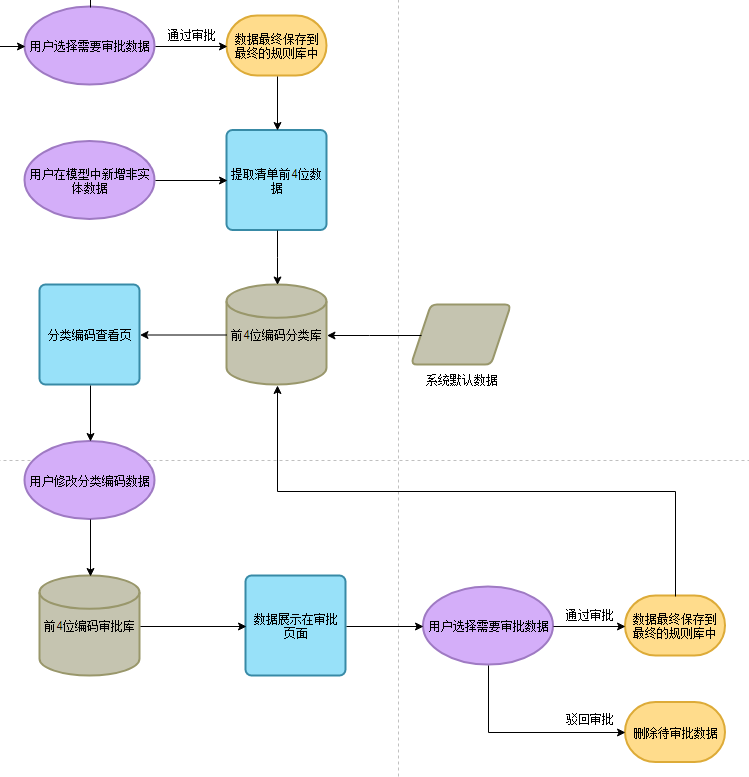 用户选择需要审批数据
通过审批
数据最终保存到
最终的规则库中
用户在模型中新增非实
体数据
提取清单前4位数
据
分类编码查看页
前4位编码分类库
系统默认数据
用户修改分类编码数据
前4位编码审批库
数据展示在审批
页面
用户选择需要审批数据
通过审批
数据最终保存到
最终的规则库中
驳回审批
删除待审批数据